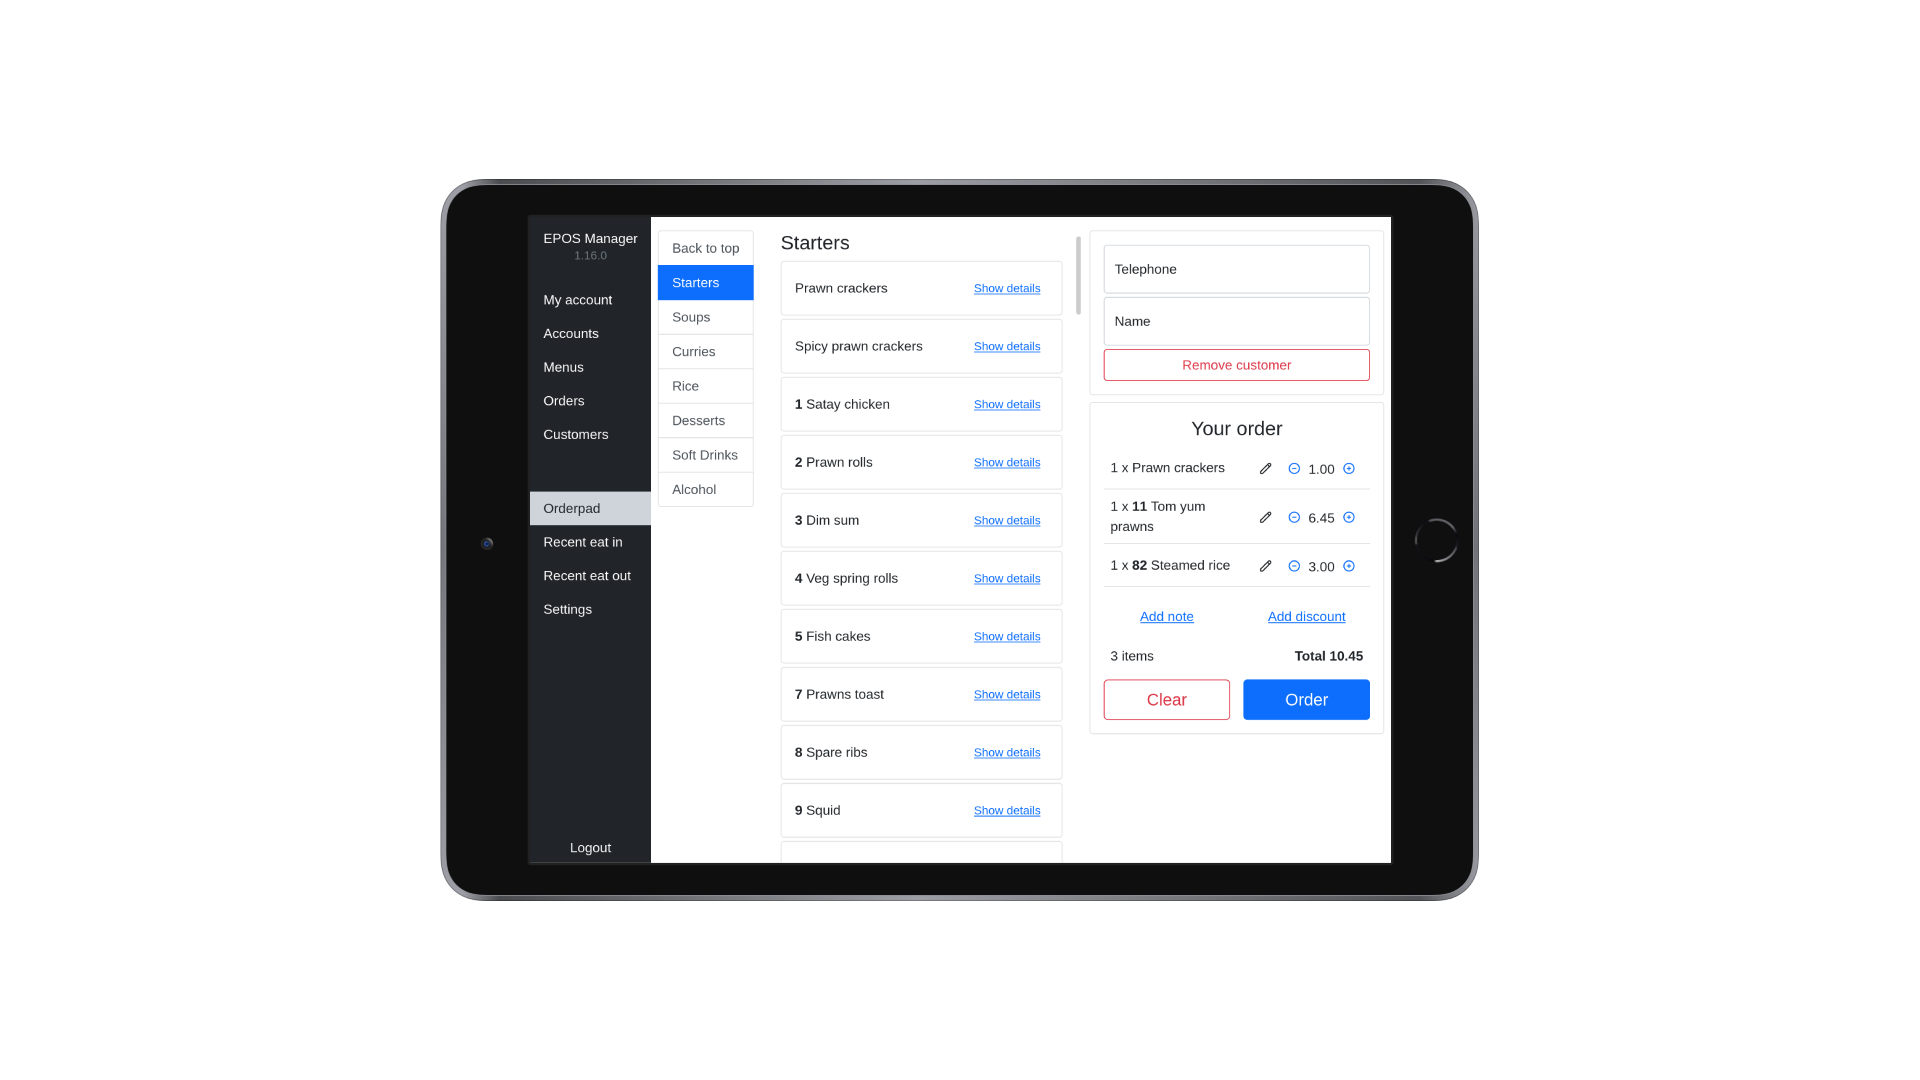 EPOS Manager
1.16.0
My account
Accounts
Menus
Orders
Customers
Orderpad
Recent eat in
Recent eat out
Settings
Logout
Back to top
Starters
Soups
Curries
Rice
Desserts
Soft Drinks
Alcohol
Starters
Prawn crackers Show details
Spicy prawn crackers Show details
1 Satay chicken Show details
2 Prawn rolls Show details
3 Dim sum Show details
4 Veg spring rolls Show details
5 Fish cakes Show details
7 Prawns toast Show details
8 Spare ribs Show details
9 Squid Show details
Telephone
Name
Remove customer
Your order
1 x Prawn crackers 1.00
1 x 11 Tom yum
prawns 6.45
1 x 82 Steamed rice 3.00
Add note Add discount
3 items Total 10.45
Clear Order